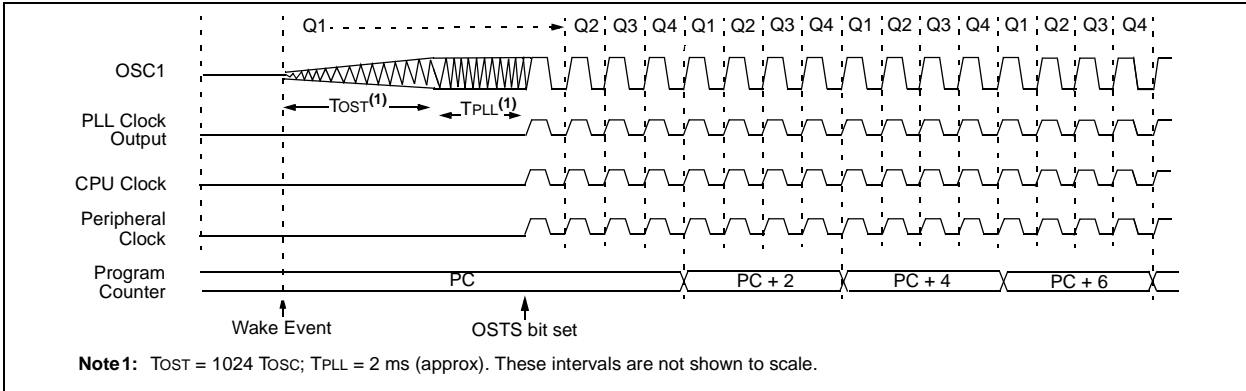 Q1 Q2 Q3 Q4 Q1 Q2 Q3 Q4 Q1 Q2 Q3 Q4 Q1 Q2 Q3 Q4
OSC1
TOST(1) TPLL(1)
PLL Clock
Output
CPU Clock
Peripheral
Clock
Program
Counter
PC PC + 2 PC + 4 PC + 6
Wake Event OSTS bit set
Note1: TOST = 1024 TOSC; TPLL = 2 ms (approx). These intervals are not shown to scale.